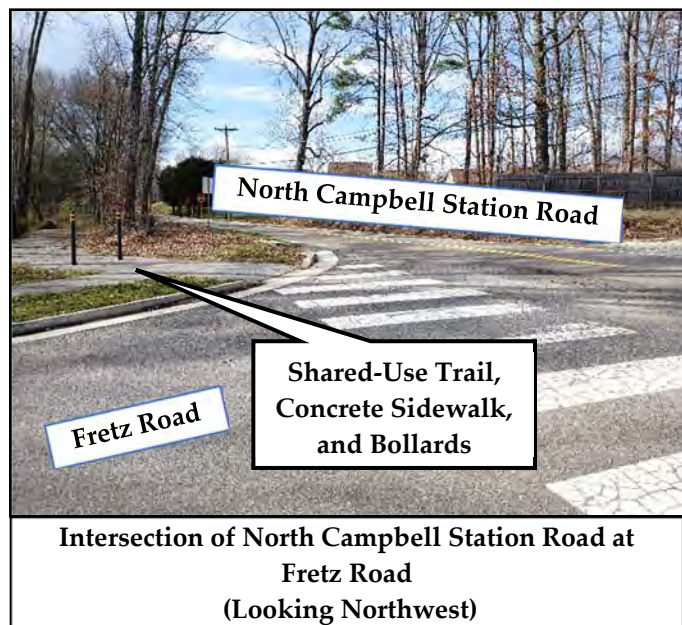 North Campbell Station Road
Shared-Use Trail,
Concrete Sidewalk,
and Bollards
Fretz Road
Intersection of North Campbell Station Road at
Fretz Road
(Looking Northwest)